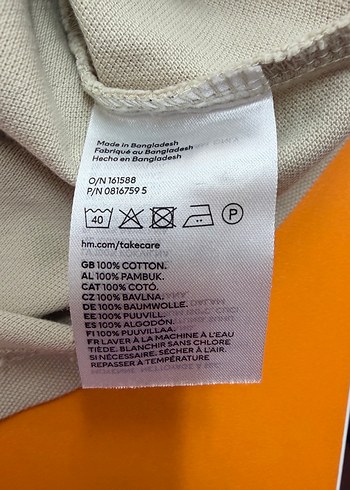 Made in Bangladesh
Fabriqué au Bangladesh
Hecho en Bangladesh
O/N 161588
P/N 0816759 5
40 P
hm.com/takecare
GB 100% COTTON.
AL 100% PAMBUK.
CAT 100% COTÓ.
CZ 100% BAVLNA.
DE 100% BAUMWOLLE.
EE 100% PUUVILL.
ES 100% ALGODÓN.
FI 100% PUUVILLAA.
FR LAVER À LA MACHINE À L'EAU
TIÈDE. BLANCHIR SANS CHLORE
SI NÉCESSAIRE. SÉCHER À L'AIR.
REPASSER À TEMPÉRATURE